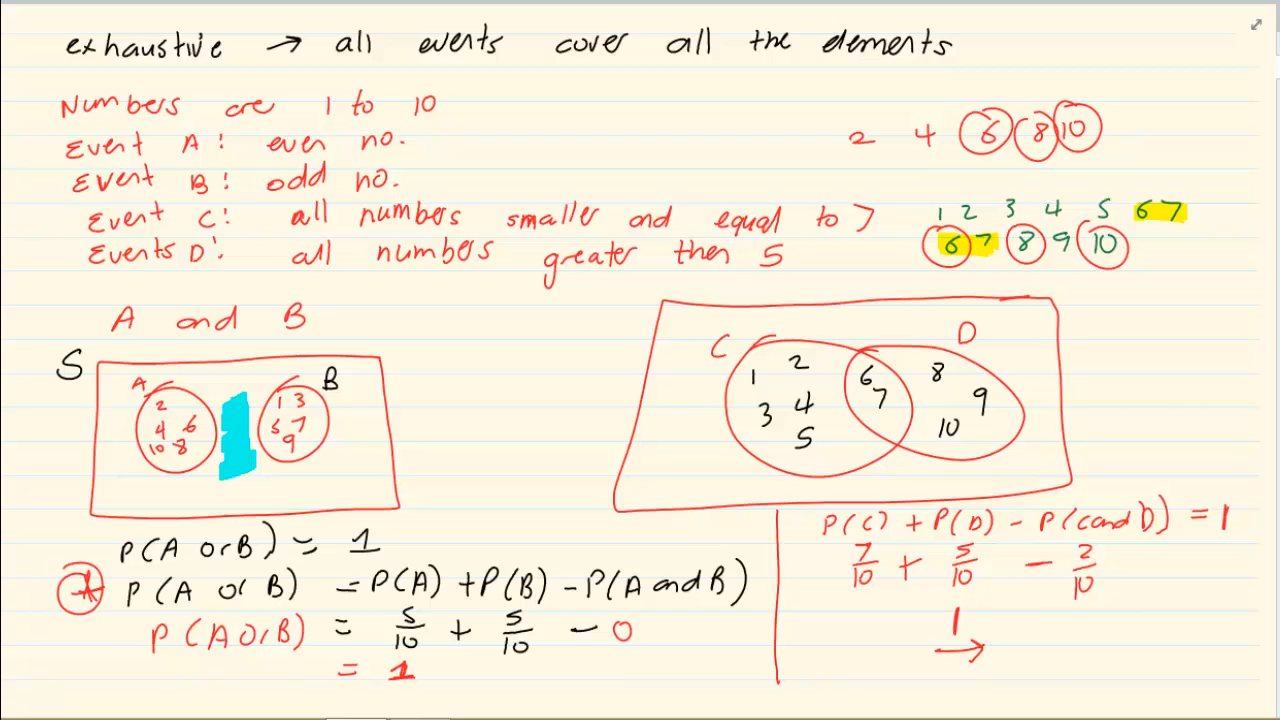 exhaustive → all events cover all the elements
Numbers are 1 to 10
Event A: even no.
2 4 6 8 10
Event B: odd no.
Event C: all numbers smaller and equal to 7
1 2 3 4 5 6 7
Events D: all numbers greater then 5
6 7 8 9 10
A and B
S
A
B
2
4 6
10 8
1 3
5 7
9
C
D
1 2
3 4
5
6
7
8
9
10
P(A or B) = 1
P(A or B) = P(A) + P(B) - P(A and B)
P(A or B) = 5/10 + 5/10 - 0
= 1
P(C) + P(D) - P(C and D) = 1
7/10 + 5/10 - 2/10
1
→